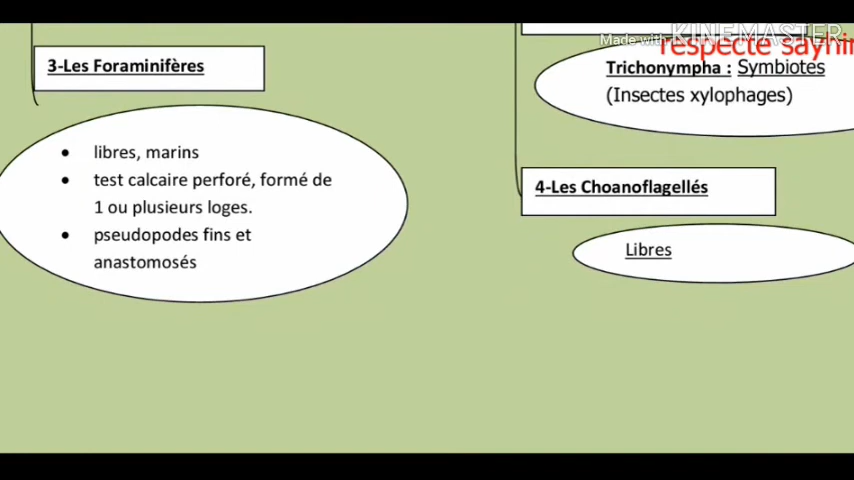 Made with KINEMASTER
respecte
3-Les Foraminifères
libres, marins
test calcaire perforé, formé de
1 ou plusieurs loges.
pseudopodes fins et
anastomosés
Trichonympha : Symbiotes
(Insectes xylophages)
4-Les Choanoflagellés
Libres